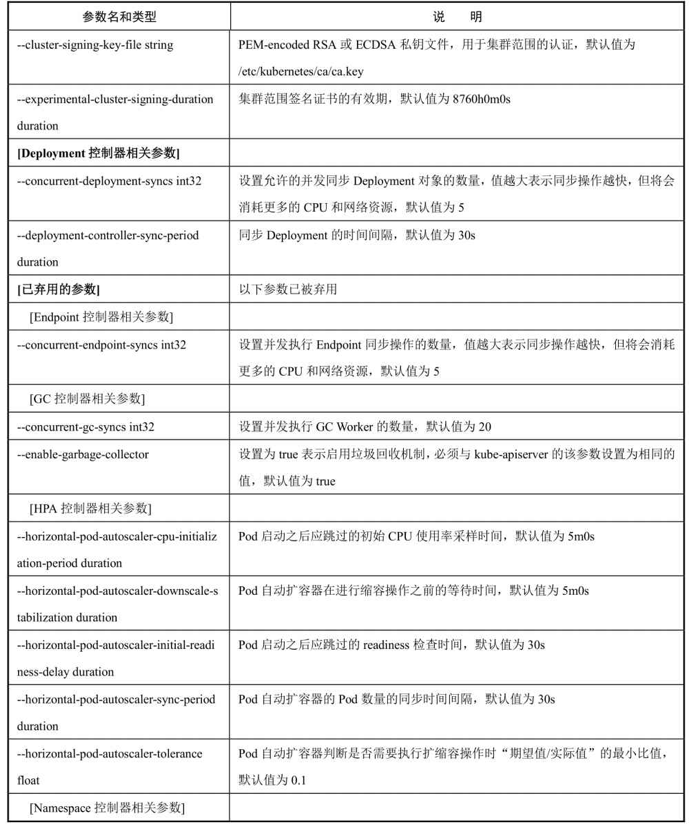 参数名和类型 说 明
--cluster-signing-key-file string PEM-encoded RSA 或 ECDSA 私钥文件，用于集群范围的认证，默认值为
/etc/kubernetes/ca/ca.key
--experimental-cluster-signing-duration 集群范围签名证书的有效期，默认值为 8760h0m0s
duration
[Deployment 控制器相关参数]
--concurrent-deployment-syncs int32 设置允许的并发同步 Deployment 对象的数量，值越大表示同步操作越快，但将会
消耗更多的 CPU 和网络资源，默认值为 5
--deployment-controller-sync-period 同步 Deployment 的时间间隔，默认值为 30s
duration
[已弃用的参数] 以下参数已被弃用
[Endpoint 控制器相关参数]
--concurrent-endpoint-syncs int32 设置并发执行 Endpoint 同步操作的数量，值越大表示同步操作越快，但将会消耗
更多的 CPU 和网络资源，默认值为 5
[GC 控制器相关参数]
--concurrent-gc-syncs int32 设置并发执行 GC Worker 的数量，默认值为 20
--enable-garbage-collector 设置为 true 表示启用垃圾回收机制，必须与 kube-apiserver 的该参数设置为相同的
值，默认值为 true
[HPA 控制器相关参数]
--horizontal-pod-autoscaler-cpu-initializ Pod 启动之后应跳过的初始 CPU 使用率采样时间，默认值为 5m0s
ation-period duration
--horizontal-pod-autoscaler-downscale-s Pod 自动扩容器在进行缩容操作之前的等待时间，默认值为 5m0s
tabilization duration
--horizontal-pod-autoscaler-initial-readi Pod 启动之后应跳过的 readiness 检查时间，默认值为 30s
ness-delay duration
--horizontal-pod-autoscaler-sync-period Pod 自动扩容器的 Pod 数量的同步时间间隔，默认值为 30s
duration
--horizontal-pod-autoscaler-tolerance Pod 自动扩容器判断是否需要执行扩缩容操作时“期望值/实际值”的最小比值，
float 默认值为 0.1
[Namespace 控制器相关参数]